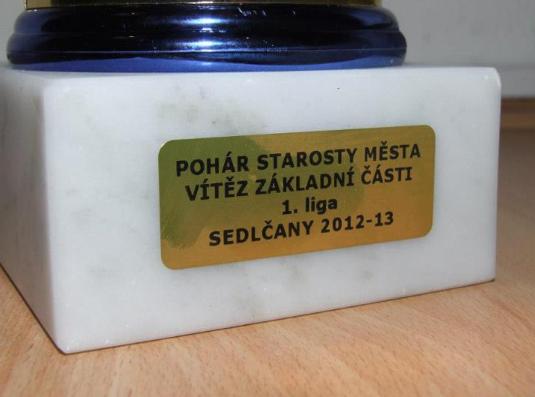 POHÁR STAROSTY MĚSTA
VÍTĚZ ZÁKLADNÍ ČÁSTI
1. liga
SEDLČANY 2012-13